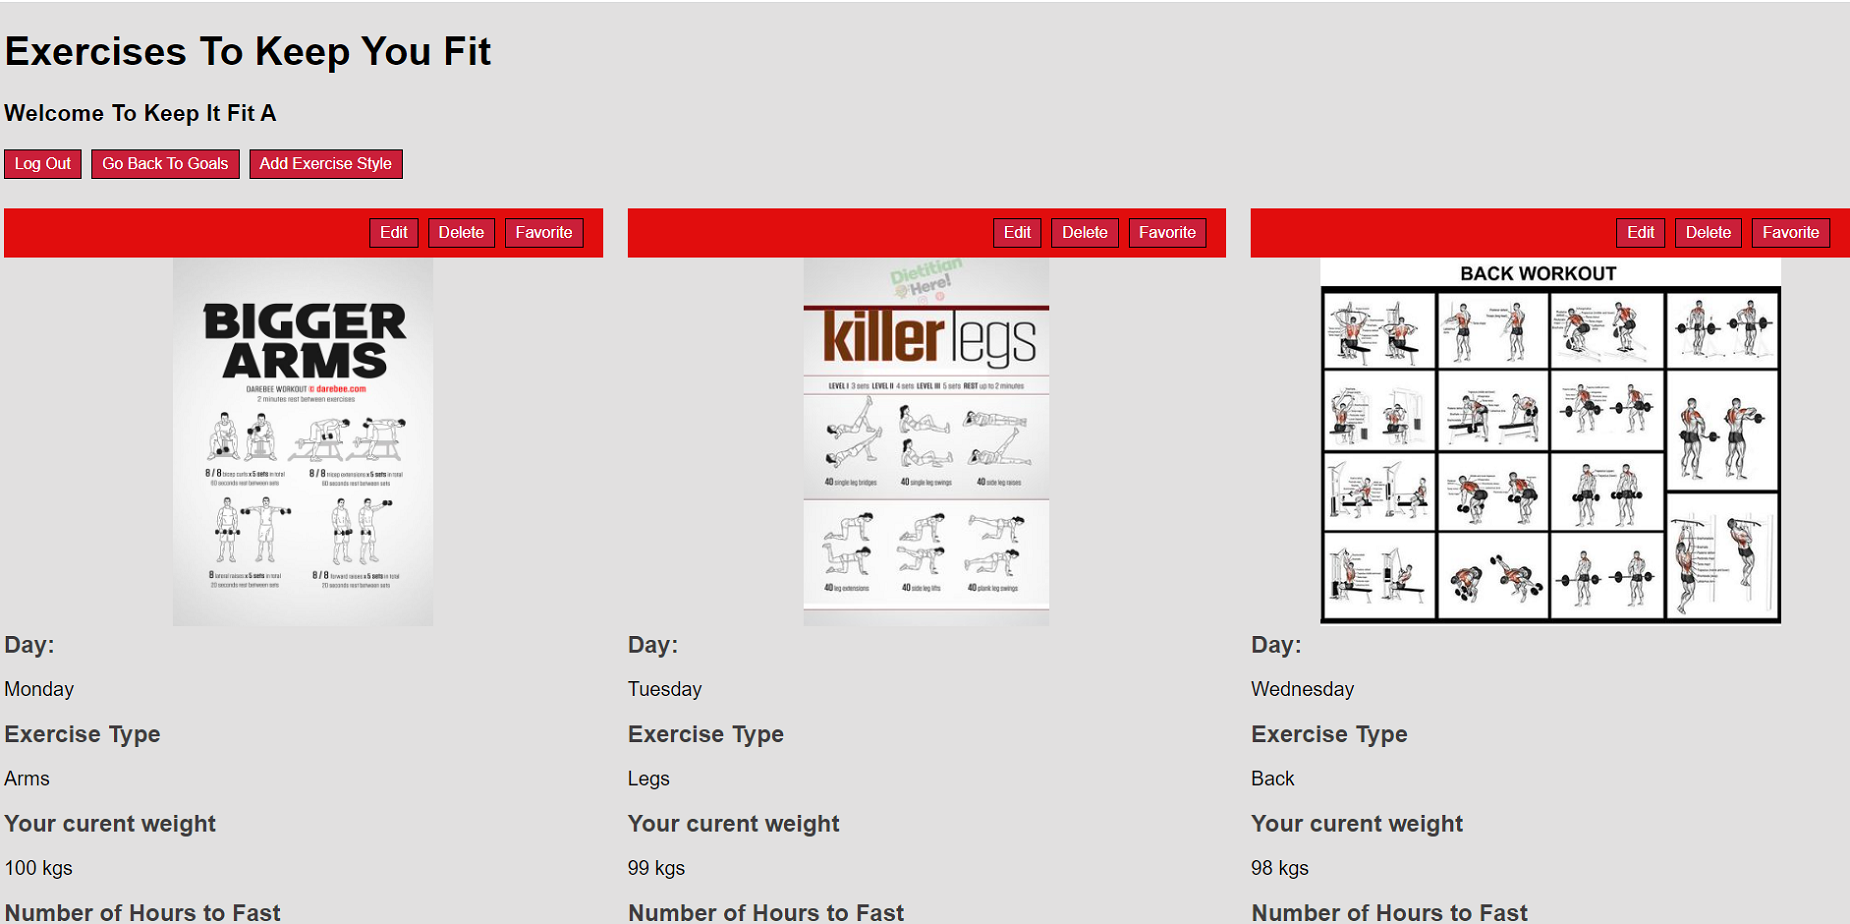 Exercises To Keep You Fit
Welcome To Keep It Fit A
Log Out Go Back To Goals Add Exercise Style
Edit Delete Favorite
BIGGER
ARMS
DAREBEE WORKOUT © darebee.com
2 minutes rest between exercises
8 / 8 bicep curls x 5 sets in total
60 seconds rest between sets
8 / 8 tricep extensions x 5 sets in total
60 seconds rest between sets
8 lateral raises x 5 sets in total
20 seconds rest between sets
8 / 8 forward raises x 5 sets in total
20 seconds rest between sets
Day:
Monday
Exercise Type
Arms
Your curent weight
100 kgs
Number of Hours to Fast
Edit Delete Favorite
Dietitian
Here!
killer legs
LEVEL I 3 sets LEVEL II 4 sets LEVEL III 5 sets REST up to 2 minutes
40 single leg bridges
40 single leg swings
40 side leg raises
40 leg extensions
40 side leg lifts
40 plank leg swings
Day:
Tuesday
Exercise Type
Legs
Your curent weight
99 kgs
Number of Hours to Fast
Edit Delete Favorite
BACK WORKOUT
Day:
Wednesday
Exercise Type
Back
Your curent weight
98 kgs
Number of Hours to Fast